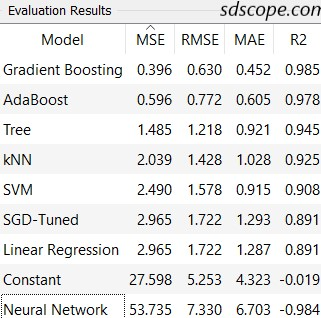 Evaluation Results sdscope.com
Model MSE RMSE MAE R2
Gradient Boosting 0.396 0.630 0.452 0.985
AdaBoost 0.596 0.772 0.605 0.978
Tree 1.485 1.218 0.921 0.945
kNN 2.039 1.428 1.028 0.925
SVM 2.490 1.578 0.915 0.908
SGD-Tuned 2.965 1.722 1.293 0.891
Linear Regression 2.965 1.722 1.287 0.891
Constant 27.598 5.253 4.323 -0.019
Neural Network 53.735 7.330 6.703 -0.984